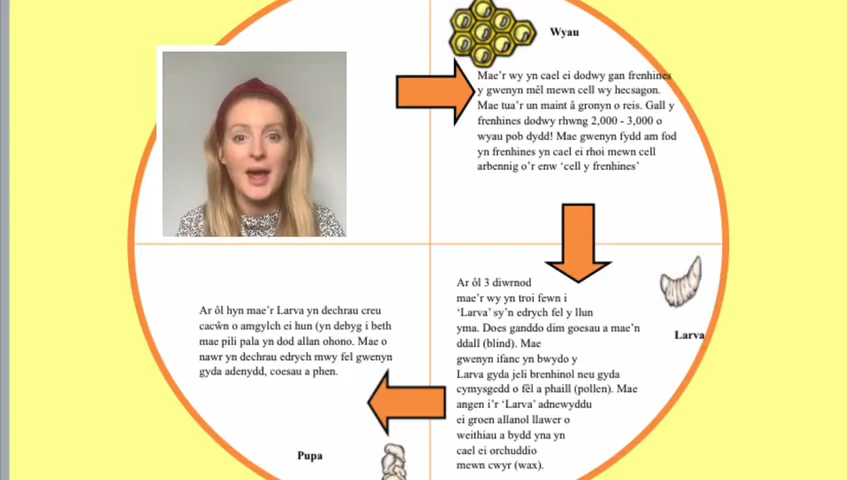 Wyau
Mae'r wy yn cael ei dodwy gan frenhines
y gwenyn mêl mewn cell wy hecsagon.
Mae tua'r un maint â gronyn o reis. Gall y
frenhines dodwy rhwng 2,000 - 3,000 o
wyau pob dydd! Mae gwenyn fydd am fod
yn frenhines yn cael ei rhoi mewn cell
arbennig o'r enw 'cell y frenhines'
Ar ôl 3 diwrnod
mae'r wy yn troi fewn i
'Larva' sy'n edrych fel y llun
yma. Does ganddo dim goesau a mae'n
ddall (blind). Mae
gwenyn ifanc yn bwydo y
Larva gyda jeli brenhinol neu gyda
cymysgedd o fêl a phaill (pollen). Mae
angen i'r 'Larva' adnewyddu
ei groen allanol llawer o
weithiau a bydd yna yn
cael ei orchuddio
mewn cwyr (wax).
Larva
Ar ôl hyn mae'r Larva yn dechrau creu
cacŵn o amgylch ei hun (yn debyg i beth
mae pili pala yn dod allan ohono. Mae o
nawr yn dechrau edrych mwy fel gwenyn
gyda adenydd, coesau a phen.
Pupa